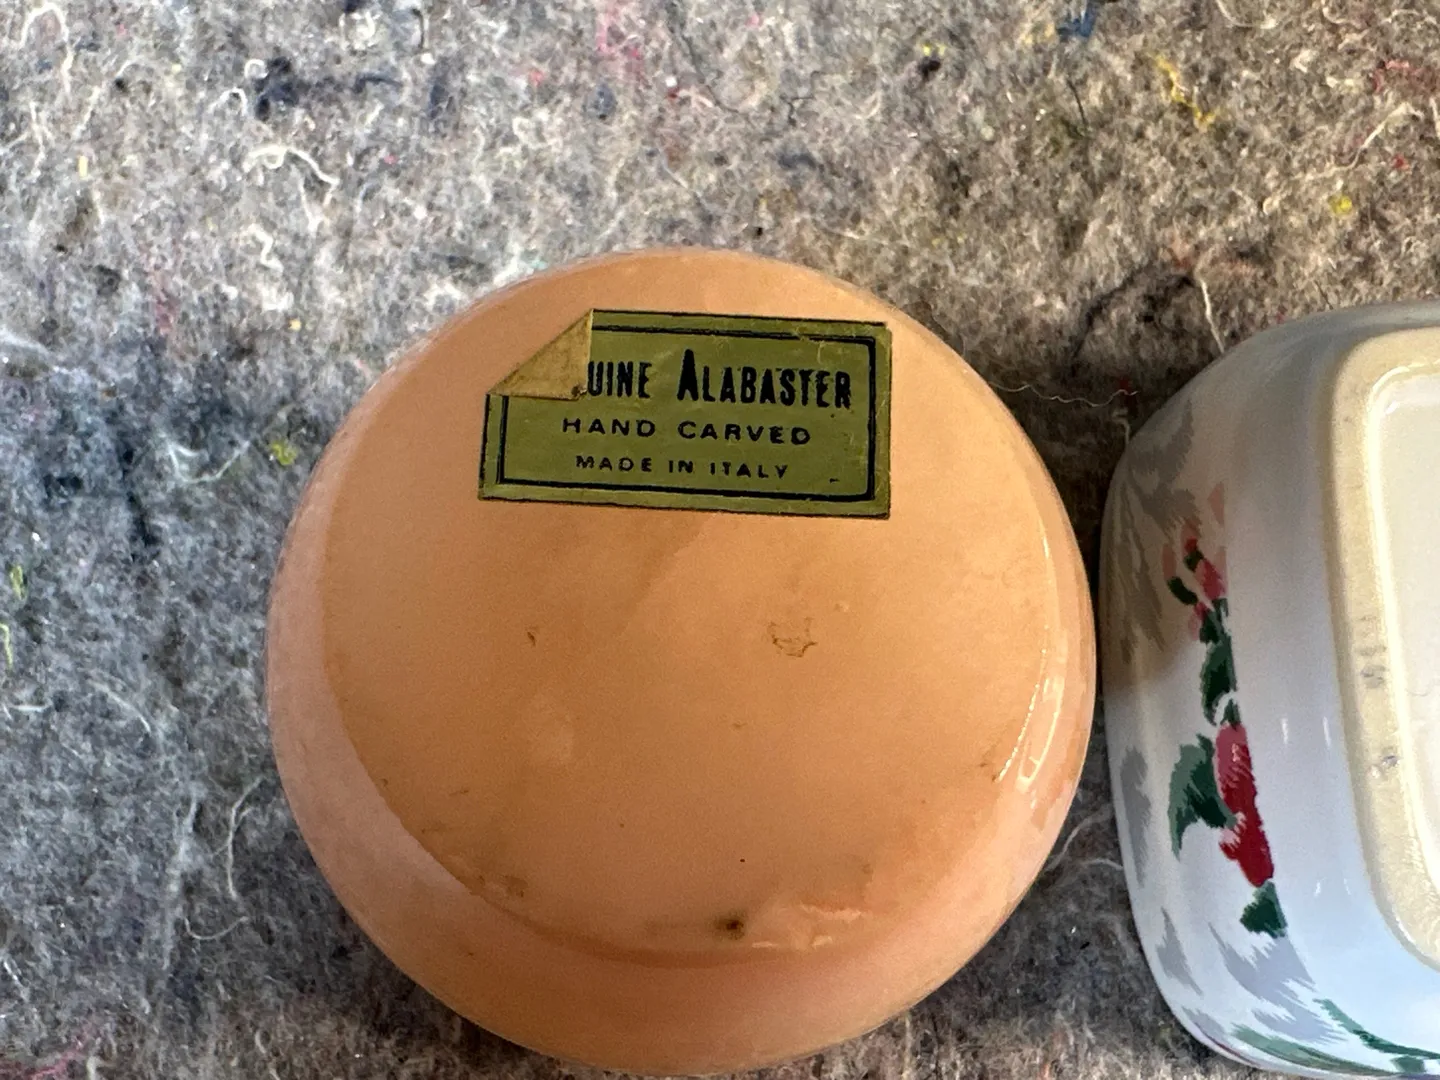 UINE ALABASTER
HAND CARVED
MADE IN ITALY